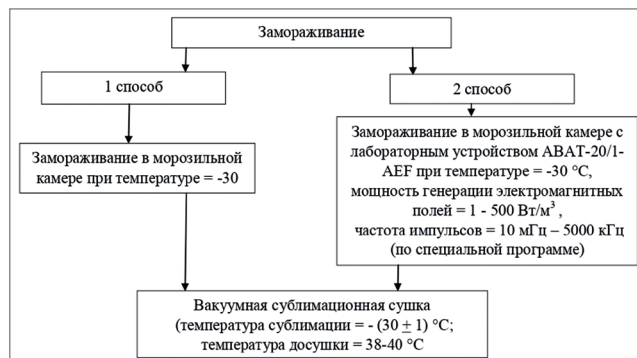 Замораживание
1 способ
2 способ
Замораживание в морозильной
камере при температуре = -30
Замораживание в морозильной камере с
лабораторным устройством АВАТ-20/1-
AEF при температуре = -30 °С,
мощность генерации электромагнитных
полей = 1 - 500 Вт/м³ ,
частота импульсов = 10 мГц – 5000 кГц
(по специальной программе)
Вакуумная сублимационная сушка
(температура сублимации = - (30 ± 1) °С;
температура досушки = 38-40 °С